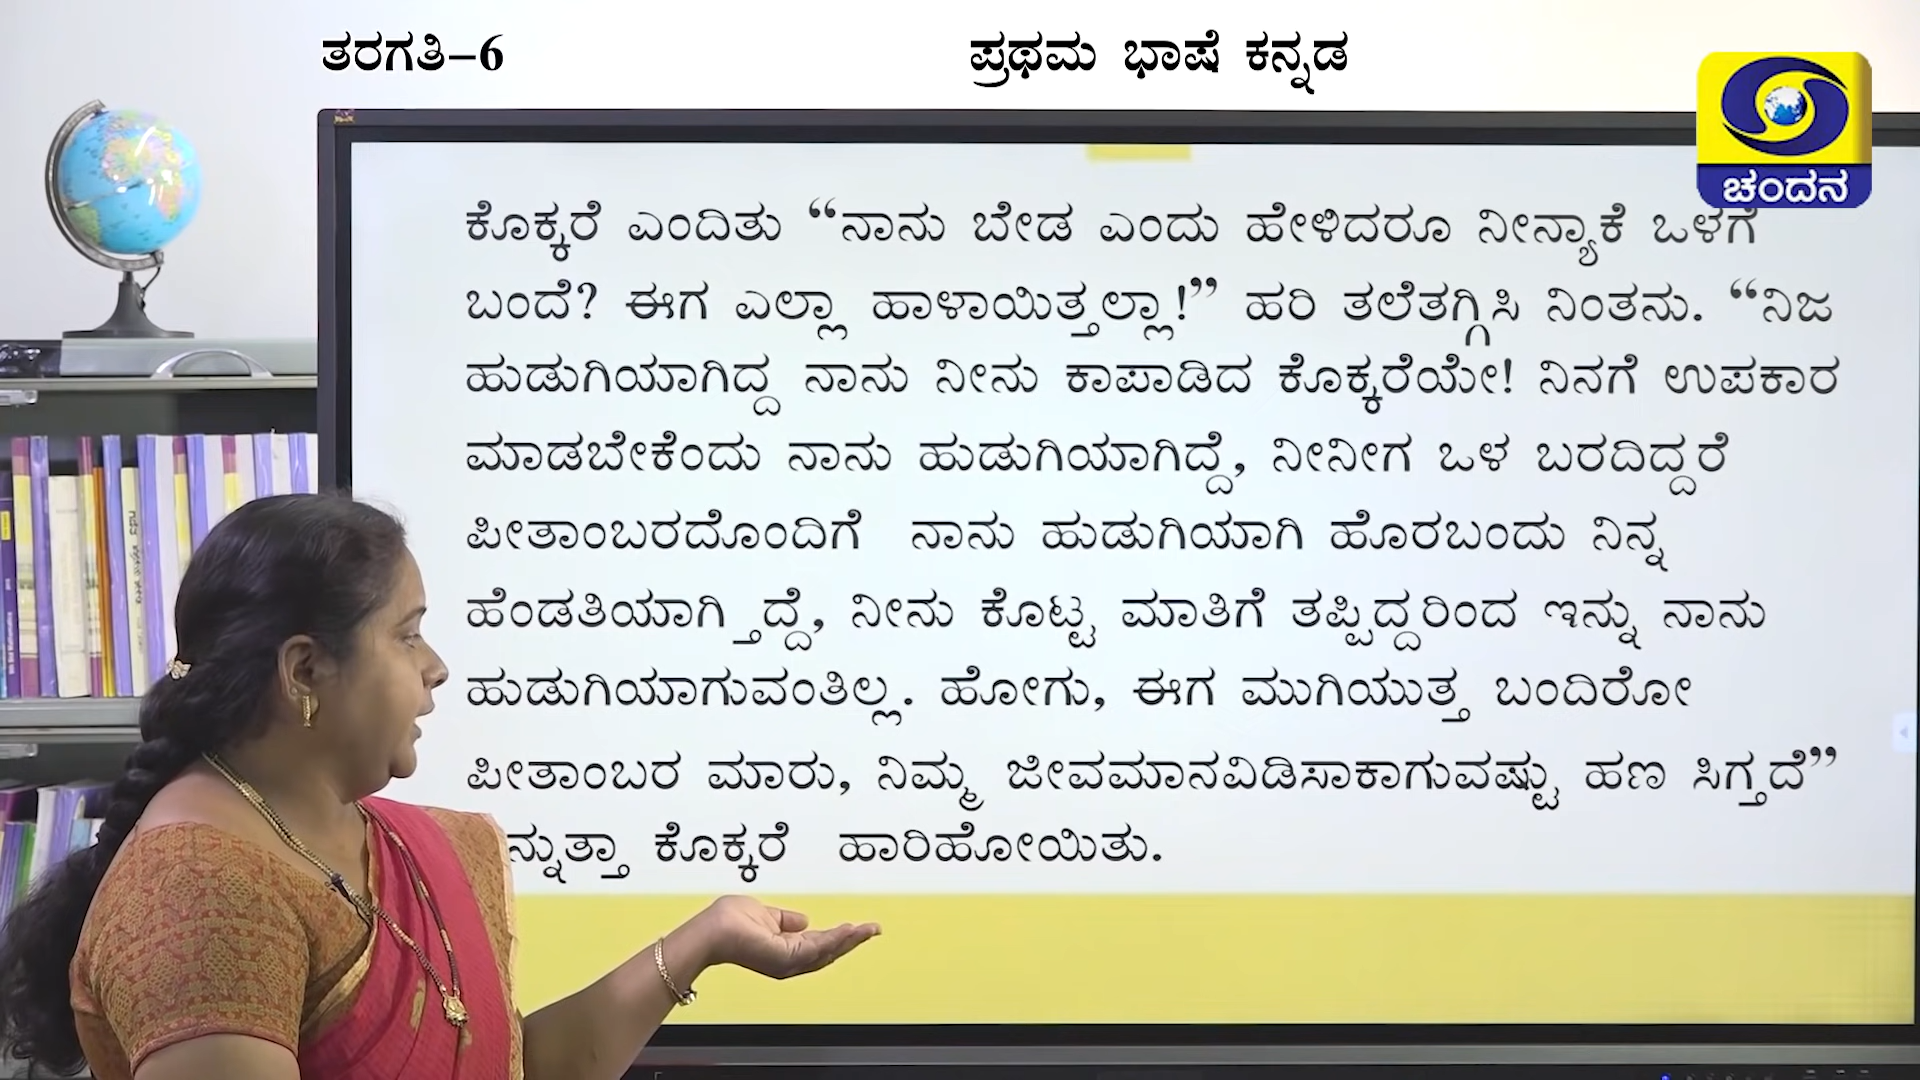 ತರಗತಿ–6
ಪ್ರಥಮ ಭಾಷೆ ಕನ್ನಡ
ಚಂದನ
ಕೊಕ್ಕರೆ ಎಂದಿತು “ನಾನು ಬೇಡ ಎಂದು ಹೇಳಿದರೂ ನೀನ್ಯಾಕೆ ಒಳಗೆ
ಬಂದೆ? ಈಗ ಎಲ್ಲಾ ಹಾಳಾಯಿತ್ತಲ್ಲಾ!” ಹರಿ ತಲೆತಗ್ಗಿಸಿ ನಿಂತನು. “ನಿಜ
ಹುಡುಗಿಯಾಗಿದ್ದ ನಾನು ನೀನು ಕಾಪಾಡಿದ ಕೊಕ್ಕರೆಯೇ! ನಿನಗೆ ಉಪಕಾರ
ಮಾಡಬೇಕೆಂದು ನಾನು ಹುಡುಗಿಯಾಗಿದ್ದೆ, ನೀನೀಗ ಒಳ ಬರದಿದ್ದರೆ
ಪೀತಾಂಬರದೊಂದಿಗೆ ನಾನು ಹುಡುಗಿಯಾಗಿ ಹೊರಬಂದು ನಿನ್ನ
ಹೆಂಡತಿಯಾಗಿ್ತದ್ದೆ, ನೀನು ಕೊಟ್ಟ ಮಾತಿಗೆ ತಪ್ಪಿದ್ದರಿಂದ ಇನ್ನು ನಾನು
ಹುಡುಗಿಯಾಗುವಂತಿಲ್ಲ. ಹೋಗು, ಈಗ ಮುಗಿಯುತ್ತ ಬಂದಿರೋ
ಪೀತಾಂಬರ ಮಾರು, ನಿಮ್ಮ ಜೀವಮಾನವಿಡಿಸಾಕಾಗುವಷ್ಟು ಹಣ ಸಿಗ್ತದೆ”
ನ್ನುತ್ತಾ ಕೊಕ್ಕರೆ ಹಾರಿಹೋಯಿತು.